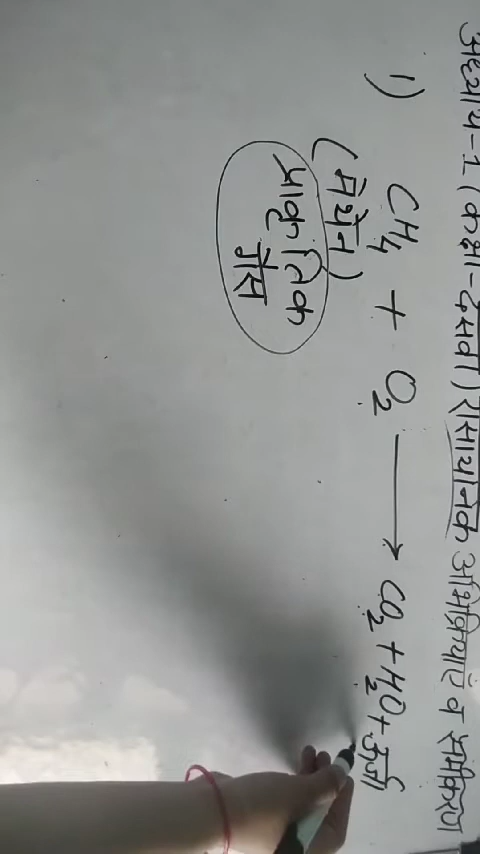 अध्याय-1 (कक्षा-दसवीं) रासायनिक अभिक्रियाएँ व समीकरण
1) CH₄ + O₂ ⟶ CO₂ + H₂O + ऊर्जा
(मेथेन)
प्राकृतिक
गैस